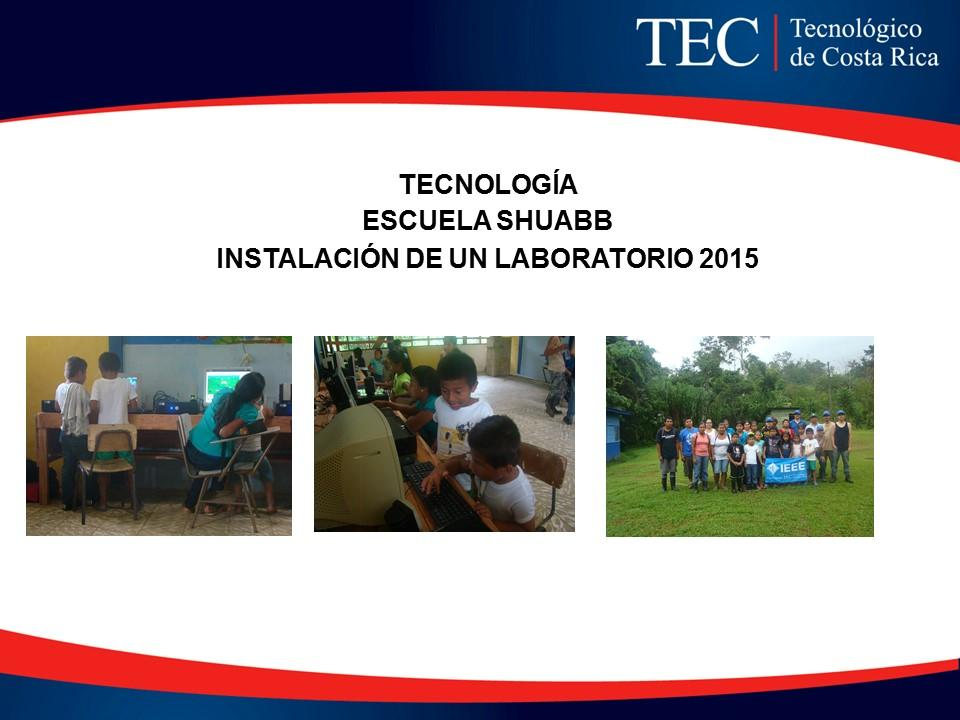 TEC
Tecnológico
de Costa Rica
TECNOLOGÍA
ESCUELA SHUABB
INSTALACIÓN DE UN LABORATORIO 2015
IEEE